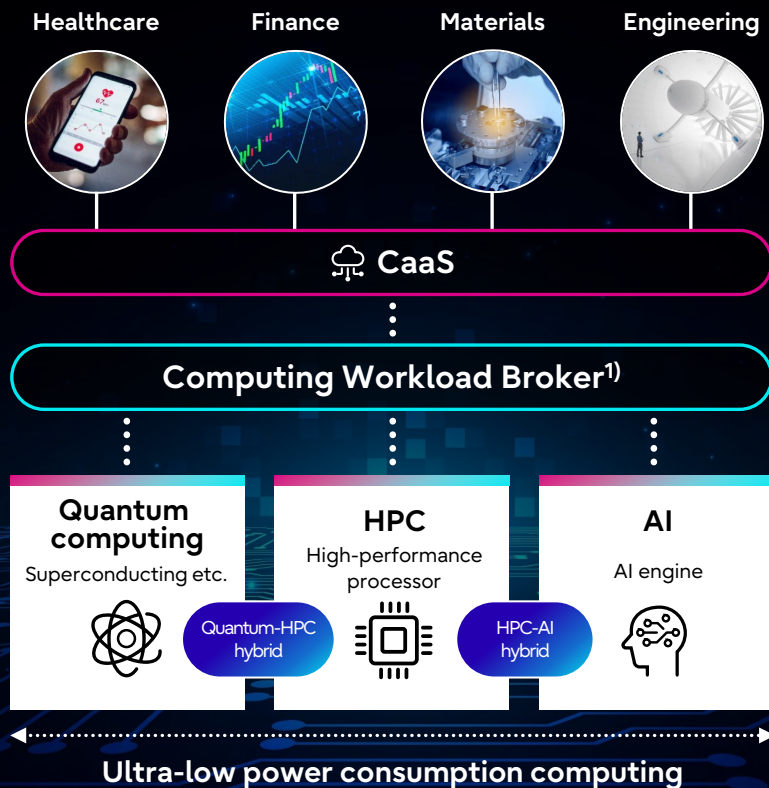 Healthcare
Finance
Materials
Engineering
67
CaaS
Computing Workload Broker¹⁾
Quantum
computing
Superconducting etc.
HPC
High-performance
processor
AI
AI engine
Quantum-HPC
hybrid
HPC-AI
hybrid
Ultra-low power consumption computing